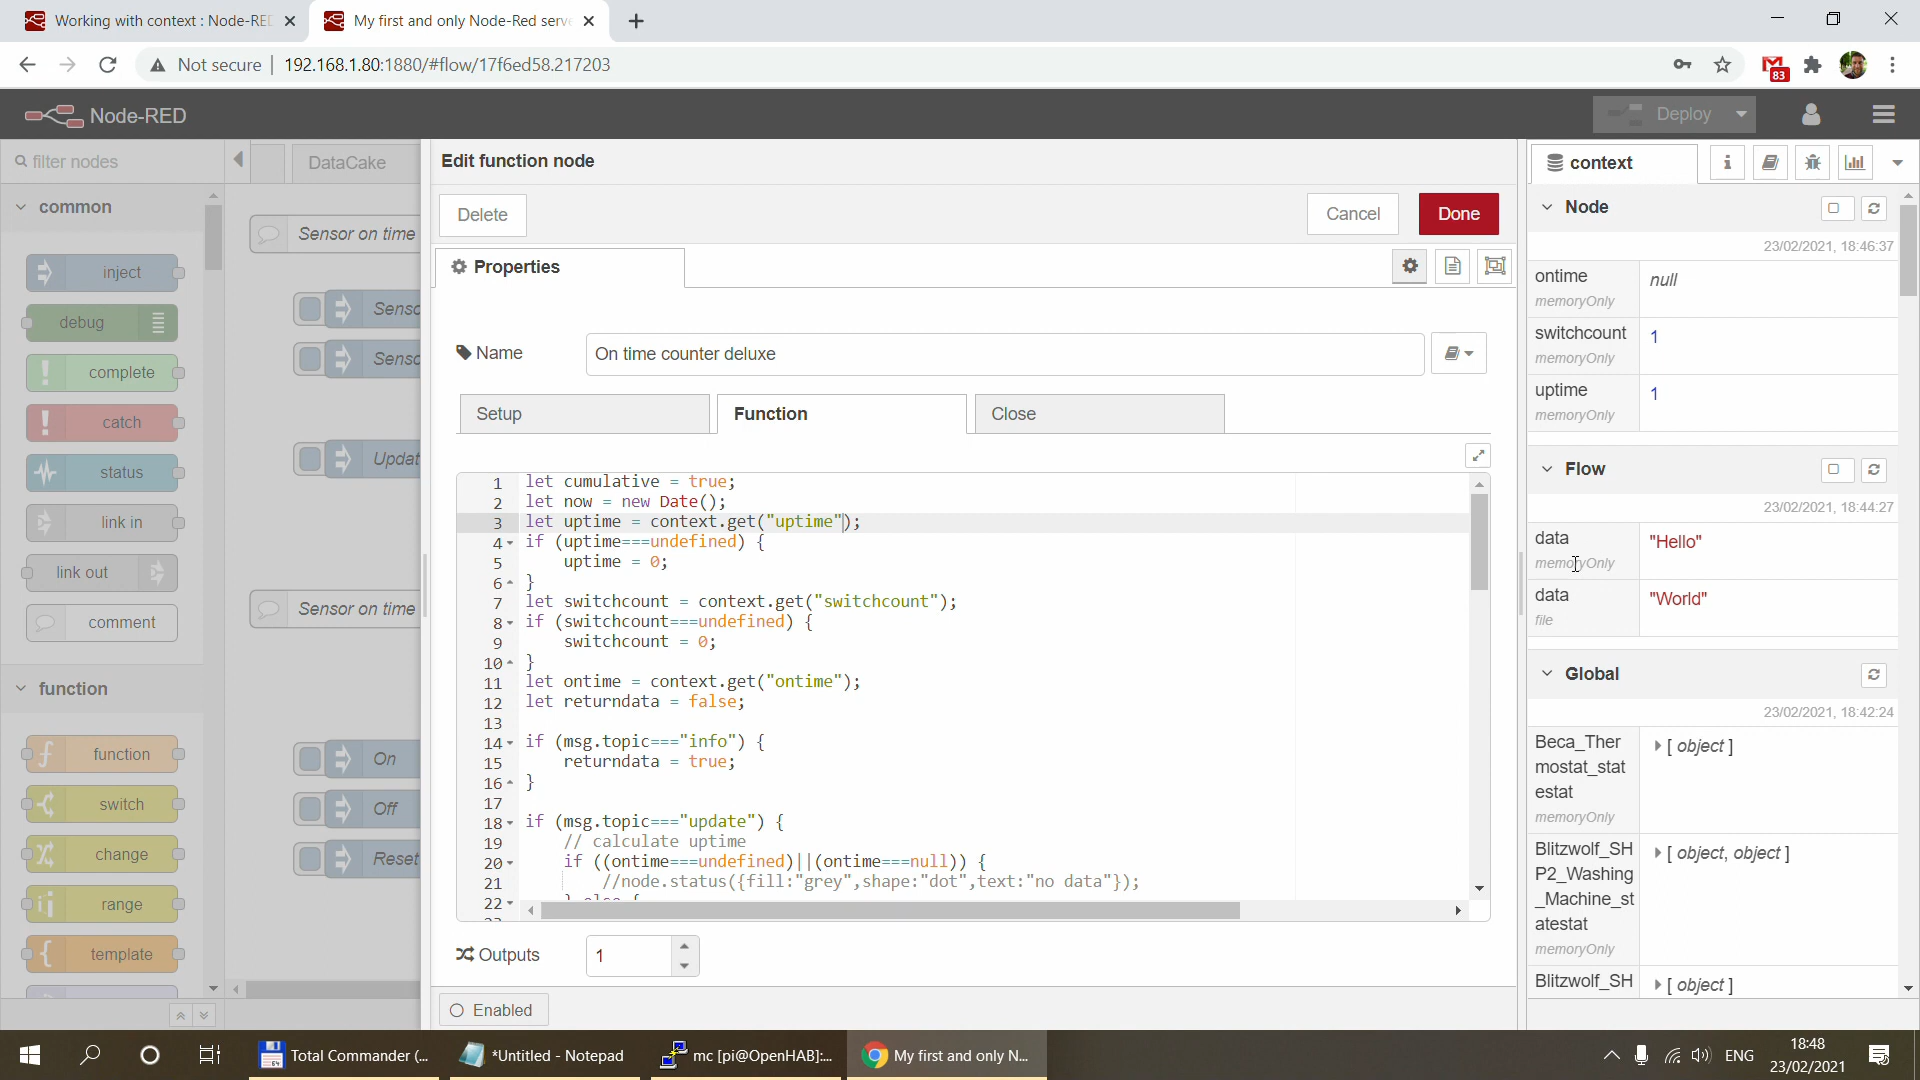 Working with context : Node-RED
My first and only Node-Red serve
Not secure
192.168.1.80:1880/#flow/17f6ed58.217203
83
Node-RED
Deploy
filter nodes
DataCake
Edit function node
context
common
Sensor on time
Delete
Cancel
Done
Node
23/02/2021, 18:46:37
inject
Properties
ontime
null
memoryOnly
Senso
debug
switchcount
1
memoryOnly
Name
On time counter deluxe
Senso
complete
uptime
1
memoryOnly
catch
Setup
Function
Close
Updat
status
Flow
23/02/2021, 18:44:27
link in
data
"Hello"
memoryOnly
link out
data
"World"
file
Sensor on time
comment
1 let cumulative = true;
2 let now = new Date();
3 let uptime = context.get("uptime");
4 if (uptime===undefined) {
5 uptime = 0;
6 }
7 let switchcount = context.get("switchcount");
8 if (switchcount===undefined) {
9 switchcount = 0;
10 }
11 let ontime = context.get("ontime");
12 let returndata = false;
13
14 if (msg.topic==="info") {
15 returndata = true;
16 }
17
18 if (msg.topic==="update") {
19 // calculate uptime
20 if ((ontime===undefined)||(ontime===null)) {
21 //node.status({fill:"grey",shape:"dot",text:"no data"});
22 } else {
Global
23/02/2021, 18:42:24
function
function
On
Beca_Ther
mostat_stat
estat
[ object ]
memoryOnly
switch
Off
change
Reset
Blitzwolf_SH
P2_Washing
_Machine_st
atestat
[ object, object ]
memoryOnly
range
template
Outputs
1
Blitzwolf_SH
[ object ]
Enabled
64
Total Commander (...
*Untitled - Notepad
mc [pi@OpenHAB]:...
My first and only N...
ENG
18:48
23/02/2021